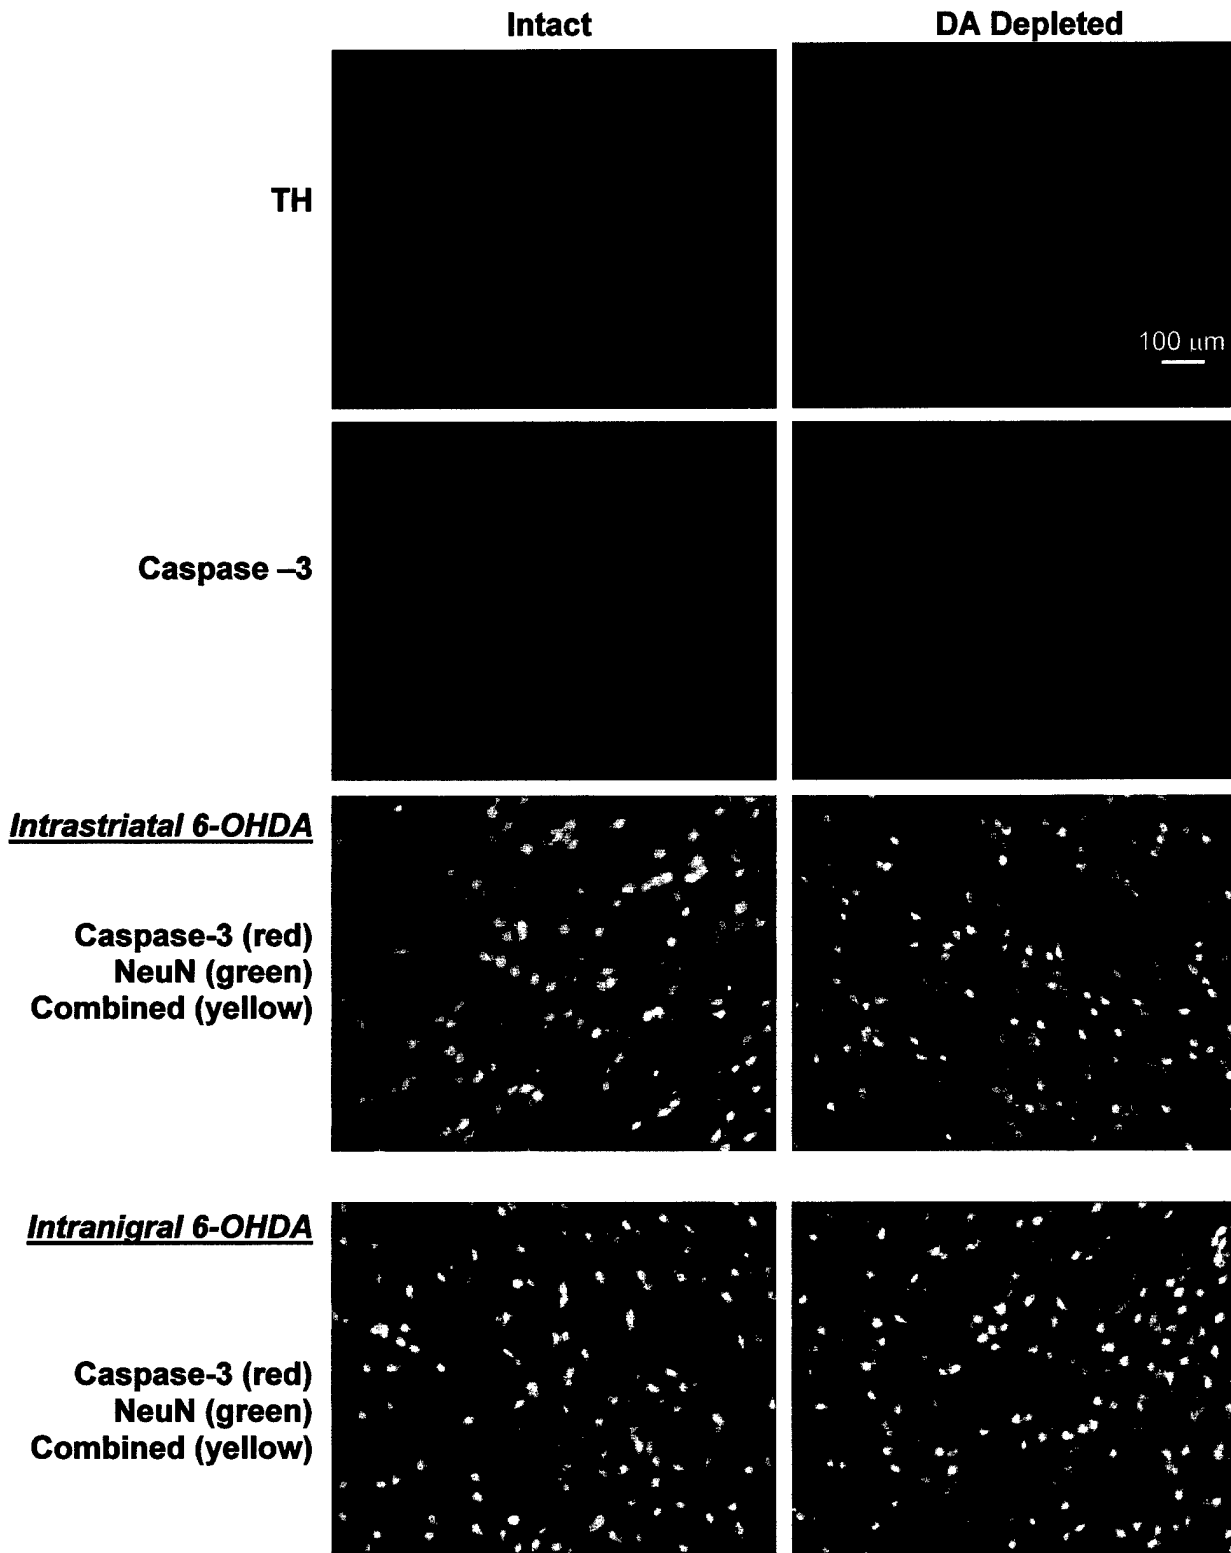 Intact
DA Depleted
TH
100 µm
Caspase –3
Intrastriatal 6-OHDA
Caspase-3 (red)
NeuN (green)
Combined (yellow)
Intranigral 6-OHDA
Caspase-3 (red)
NeuN (green)
Combined (yellow)